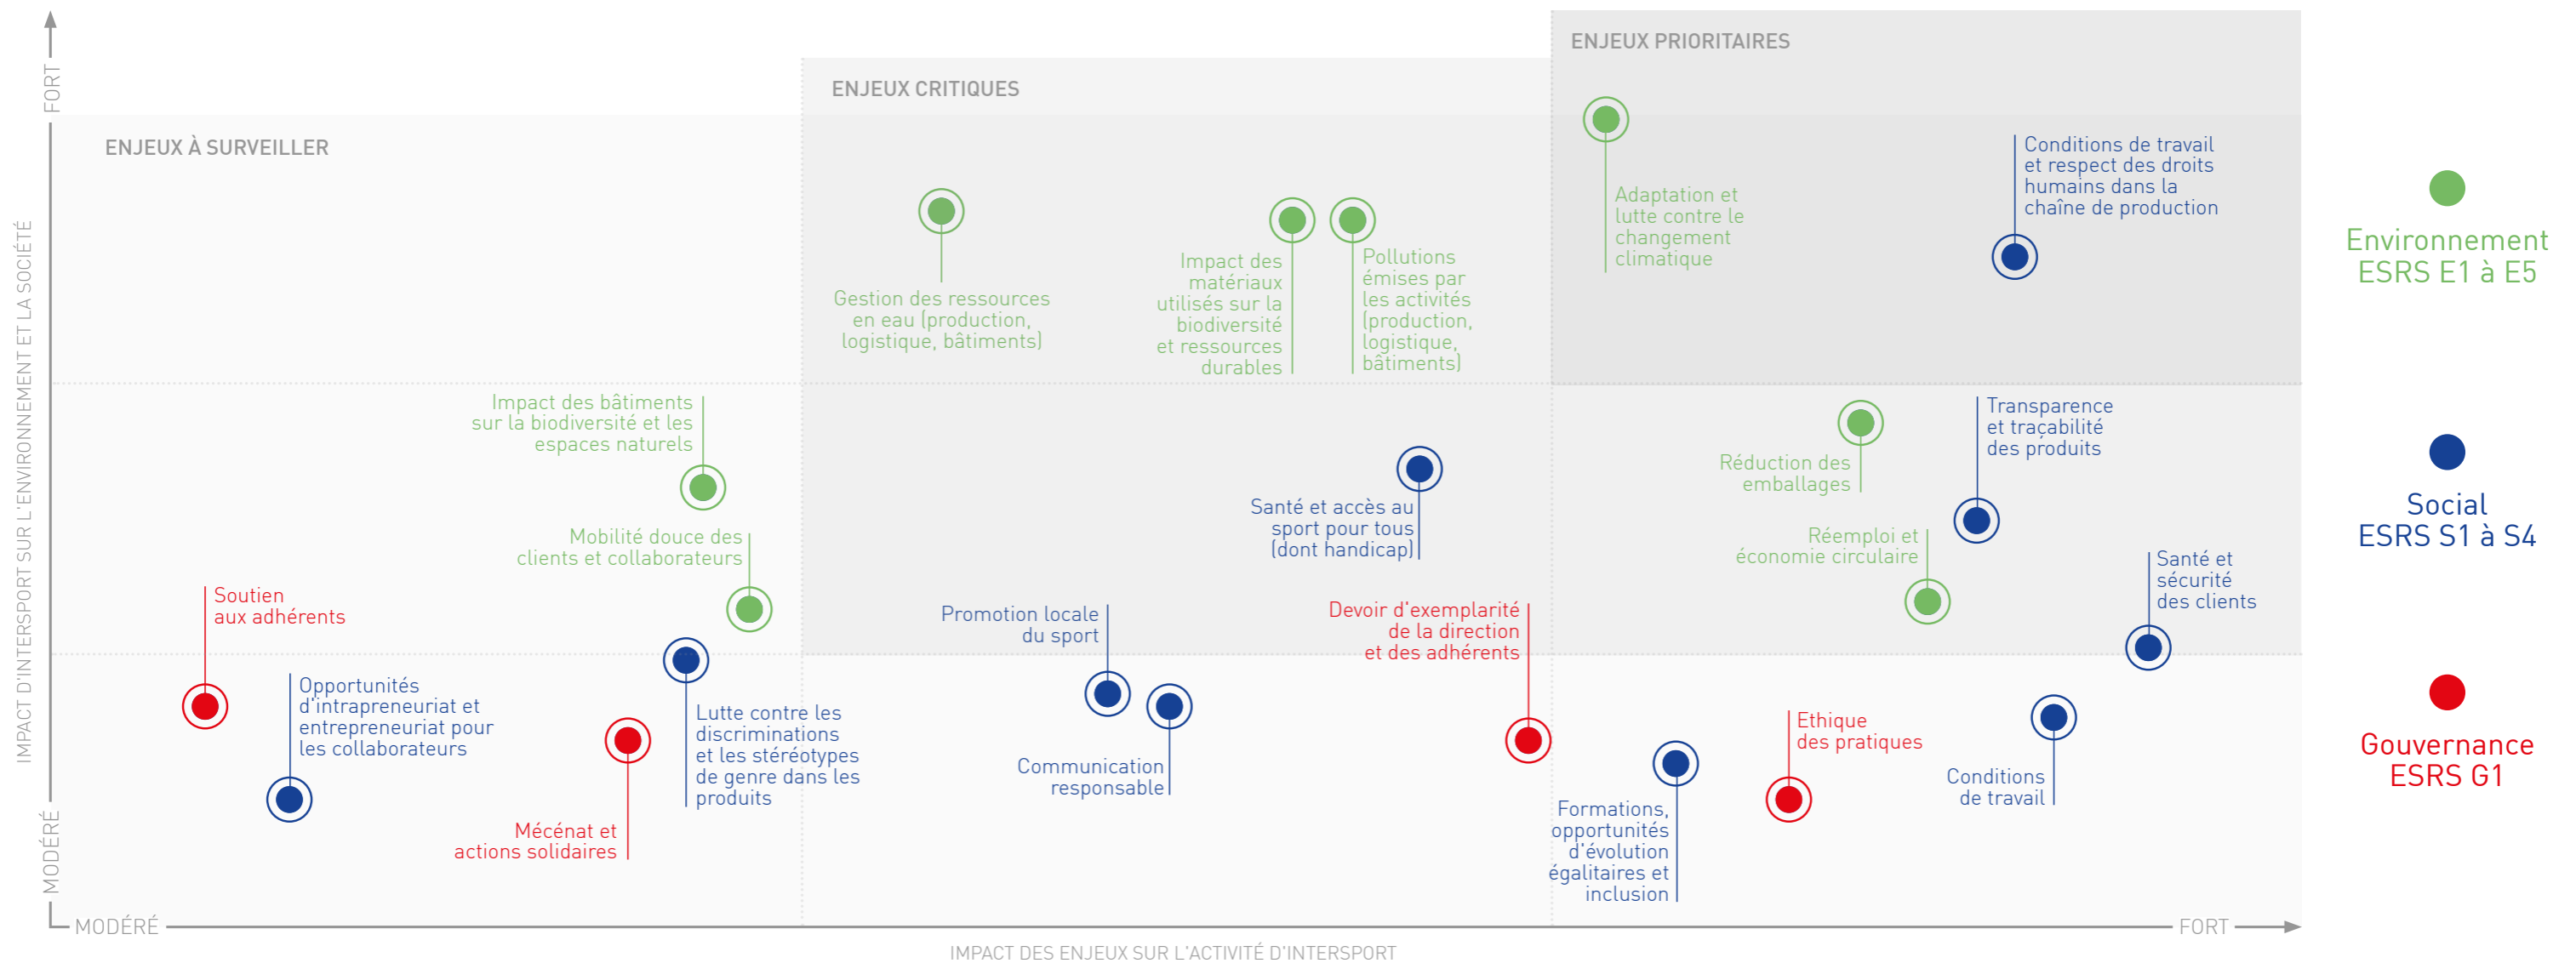 ENJEUX PRIORITAIRES
ENJEUX CRITIQUES
ENJEUX À SURVEILLER
FORT
IMPACT D'INTERSPORT SUR L'ENVIRONNEMENT ET LA SOCIÉTÉ
MODÉRÉ
Adaptation et
lutte contre le
changement
climatique
Conditions de travail
et respect des droits
humains dans la
chaîne de production
Gestion des ressources
en eau (production,
logistique, bâtiments)
Impact des
matériaux
utilisés sur la
biodiversité
et ressources
durables
Pollutions
émises par
les activités
(production,
logistique,
bâtiments)
Impact des bâtiments
sur la biodiversité et les
espaces naturels
Mobilité douce des
clients et collaborateurs
Santé et accès au
sport pour tous
(dont handicap)
Réduction des
emballages
Transparence
et traçabilité
des produits
Réemploi et
économie circulaire
Santé et
sécurité
des clients
Soutien
aux adhérents
Opportunités
d'intrapreneuriat et
entrepreneuriat pour
les collaborateurs
Mécénat et
actions solidaires
Lutte contre les
discriminations
et les stéréotypes
de genre dans les
produits
Promotion locale
du sport
Communication
responsable
Devoir d'exemplarité
de la direction
et des adhérents
Formations,
opportunités
d'évolution
égalitaires et
inclusion
Ethique
des pratiques
Conditions
de travail
MODÉRÉ
FORT
IMPACT DES ENJEUX SUR L'ACTIVITÉ D'INTERSPORT
Environnement
ESRS E1 à E5
Social
ESRS S1 à S4
Gouvernance
ESRS G1